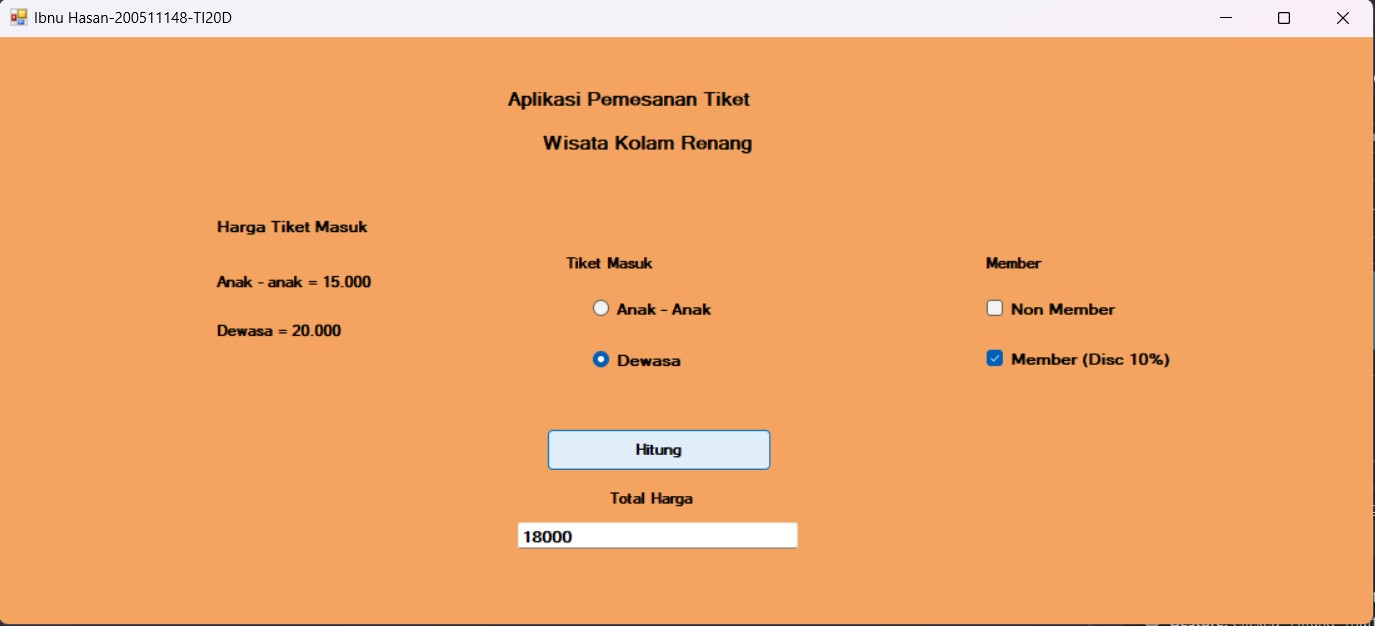 Ibnu Hasan-200511148-TI20D
Aplikasi Pemesanan Tiket
Wisata Kolam Renang
Harga Tiket Masuk
Anak - anak = 15.000
Dewasa = 20.000
Tiket Masuk
Anak - Anak
Dewasa
Member
Non Member
Member (Disc 10%)
Hitung
Total Harga
18000